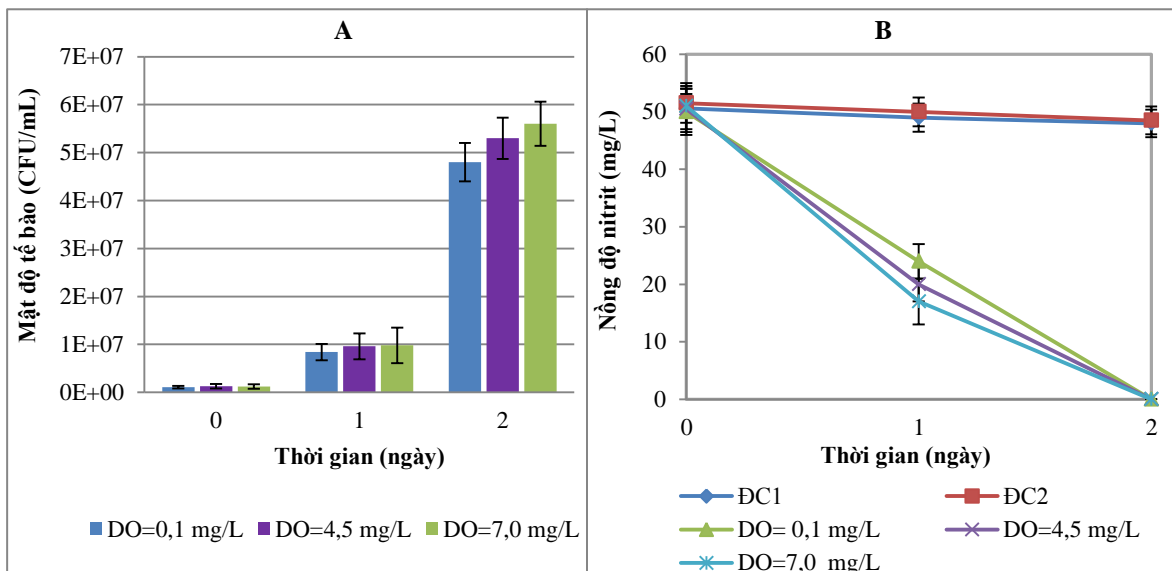 A
Mật độ tế bào (CFU/mL)
7E+07
6E+07
5E+07
4E+07
3E+07
2E+07
1E+07
0E+00
0 1 2
Thời gian (ngày)
DO=0,1 mg/L DO=4,5 mg/L DO=7,0 mg/L
B
Nồng độ nitrit (mg/L)
60
50
40
30
20
10
0
0 1 2
Thời gian (ngày)
ĐC1 ĐC2
DO= 0,1 mg/L DO=4,5 mg/L
DO=7,0 mg/L